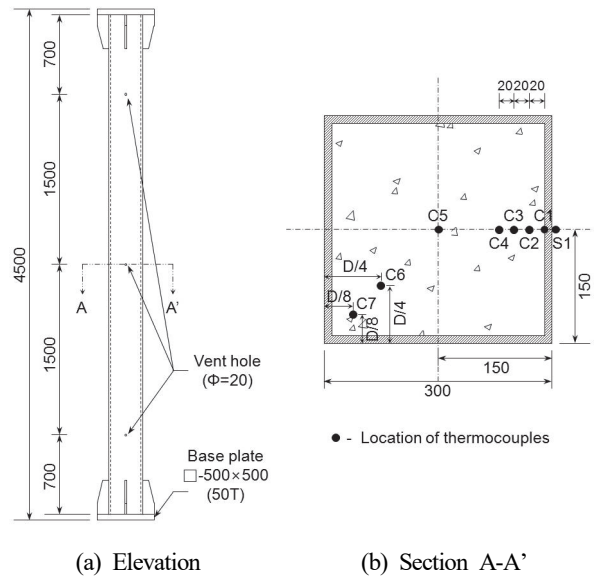 700
1500
4500
A
A'
1500
700
Vent hole
(Φ=20)
Base plate
□-500×500
(50T)
(a) Elevation
202020
C5
C3
C1
C4
C2
S1
D/4
C6
D/8
C7
D/8
D/4
150
150
300
● - Location of thermocouples
(b) Section A-A’